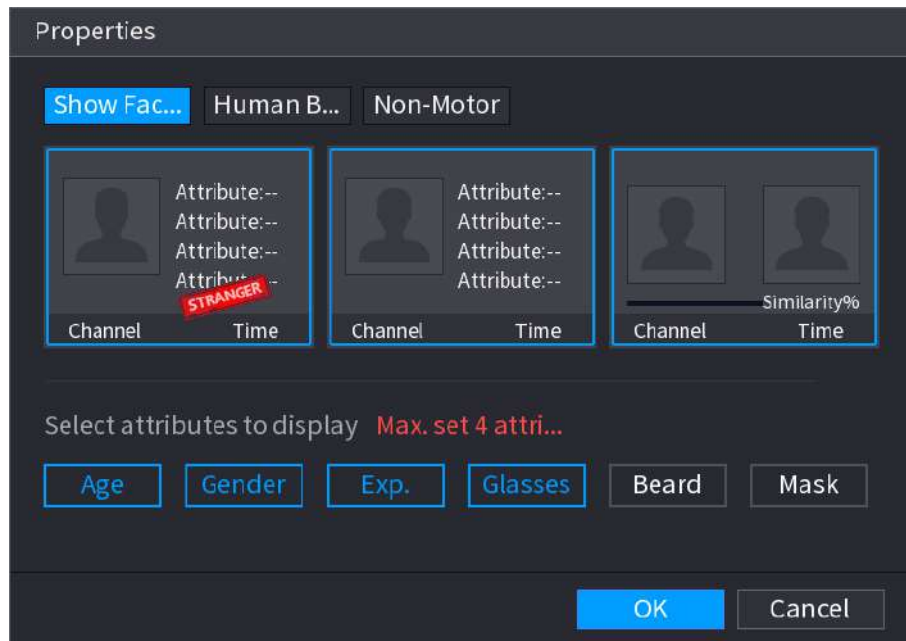 Properties
Show Fac... Human B... Non-Motor
Attribute:-- Attribute:--
Attribute:-- Attribute:--
Attribute:-- Attribute:--
Attribute:-- Attribute:--
STRANGER Similarity%
Channel Time Channel Time Channel Time
Select attributes to display Max. set 4 attri...
Age Gender Exp. Glasses Beard Mask
OK Cancel